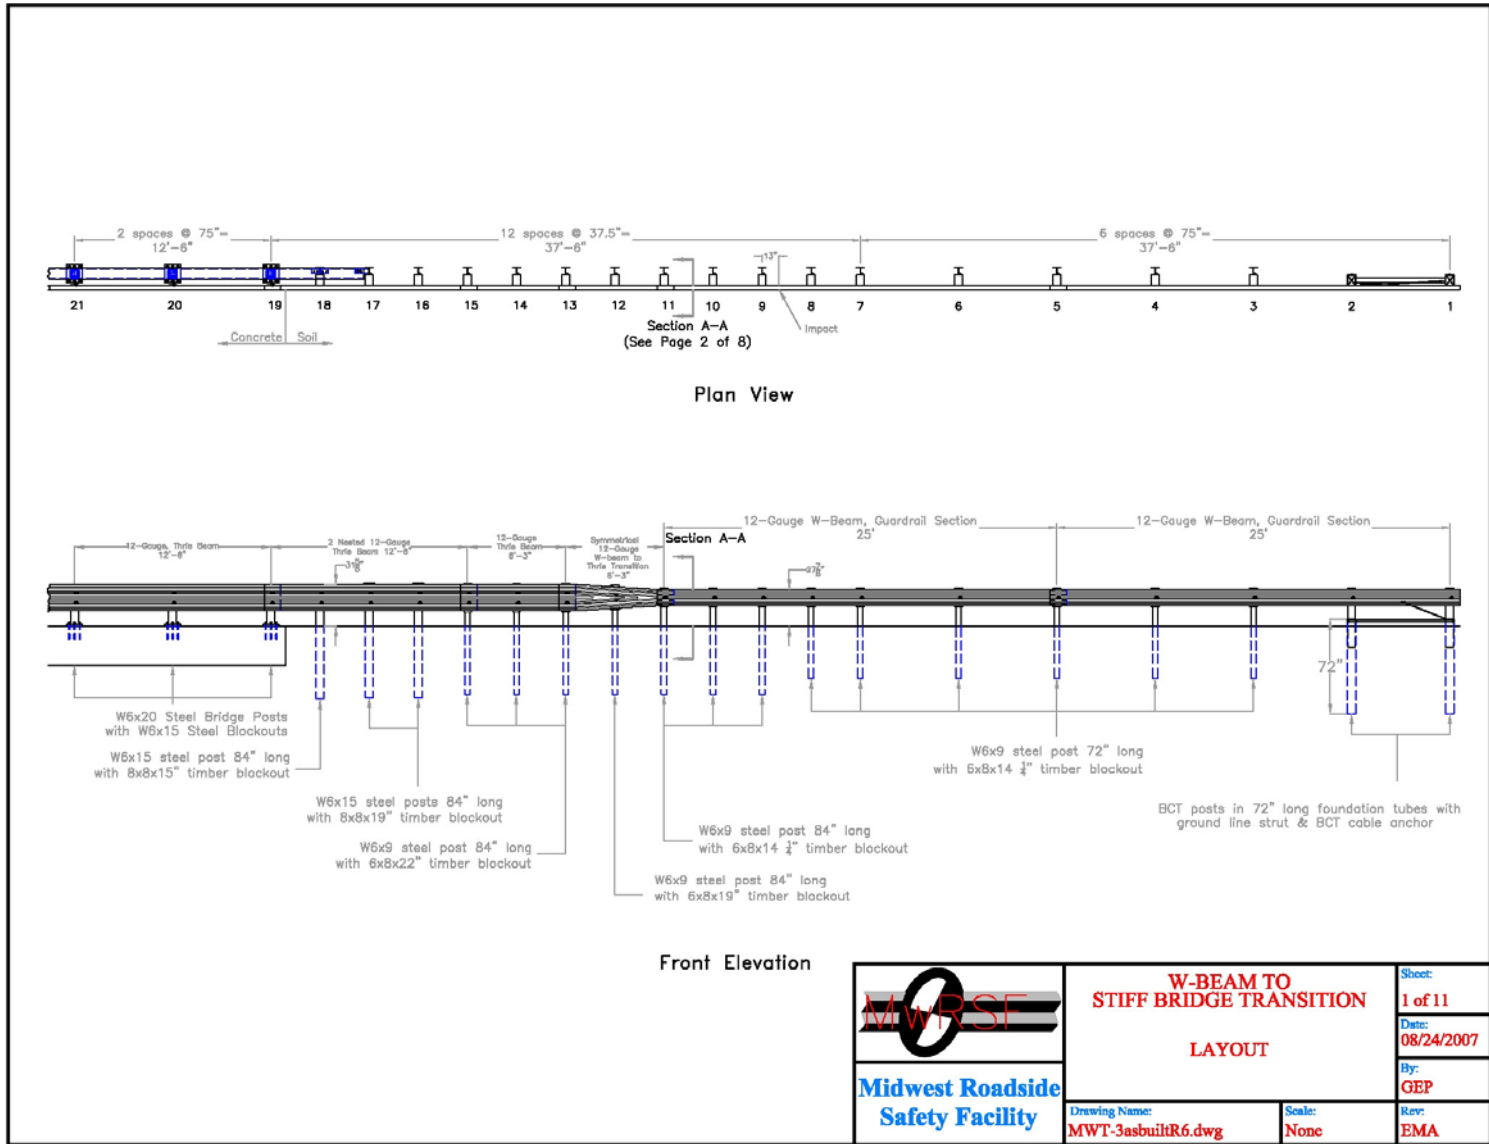 2 spaces @ 75"=
12'-6"
12 spaces @ 37.5"=
37'-6"
6 spaces @ 75"=
37'-6"
13"
21 20 19 18 17 16 15 14 13 12 11 10 9 8 7 6 5 4 3 2 1
Concrete Soil
Section A-A
(See Page 2 of 8)
Impact
Plan View
12-Gauge, Thrie Beam
12'-6"
2 Nested 12-Gauge
Thrie Beam 12'-6"
12-Gauge
Thrie Beam
6'-3"
Symmetrical
12-Gauge
W-beam to
Thrie Transition
6'-3"
Section A-A
12-Gauge W-Beam, Guardrail Section
25'
12-Gauge W-Beam, Guardrail Section
25'
27 7/8"
72"
W6x20 Steel Bridge Posts
with W6x15 Steel Blockouts
W6x15 steel post 84" long
with 8x8x15" timber blockout
W6x15 steel posts 84" long
with 8x8x19" timber blockout
W6x9 steel post 84" long
with 6x8x22" timber blockout
W6x9 steel post 84" long
with 6x8x14 1/4" timber blockout
W6x9 steel post 84" long
with 6x8x19" timber blockout
W6x9 steel post 72" long
with 6x8x14 1/4" timber blockout
BCT posts in 72" long foundation tubes with
ground line strut & BCT cable anchor
Front Elevation
MwRSF
Midwest Roadside
Safety Facility
W-BEAM TO
STIFF BRIDGE TRANSITION
LAYOUT
Drawing Name:
MWT-3asbuiltR6.dwg
Scale:
None
Sheet:
1 of 11
Date:
08/24/2007
By:
GEP
Rev:
EMA